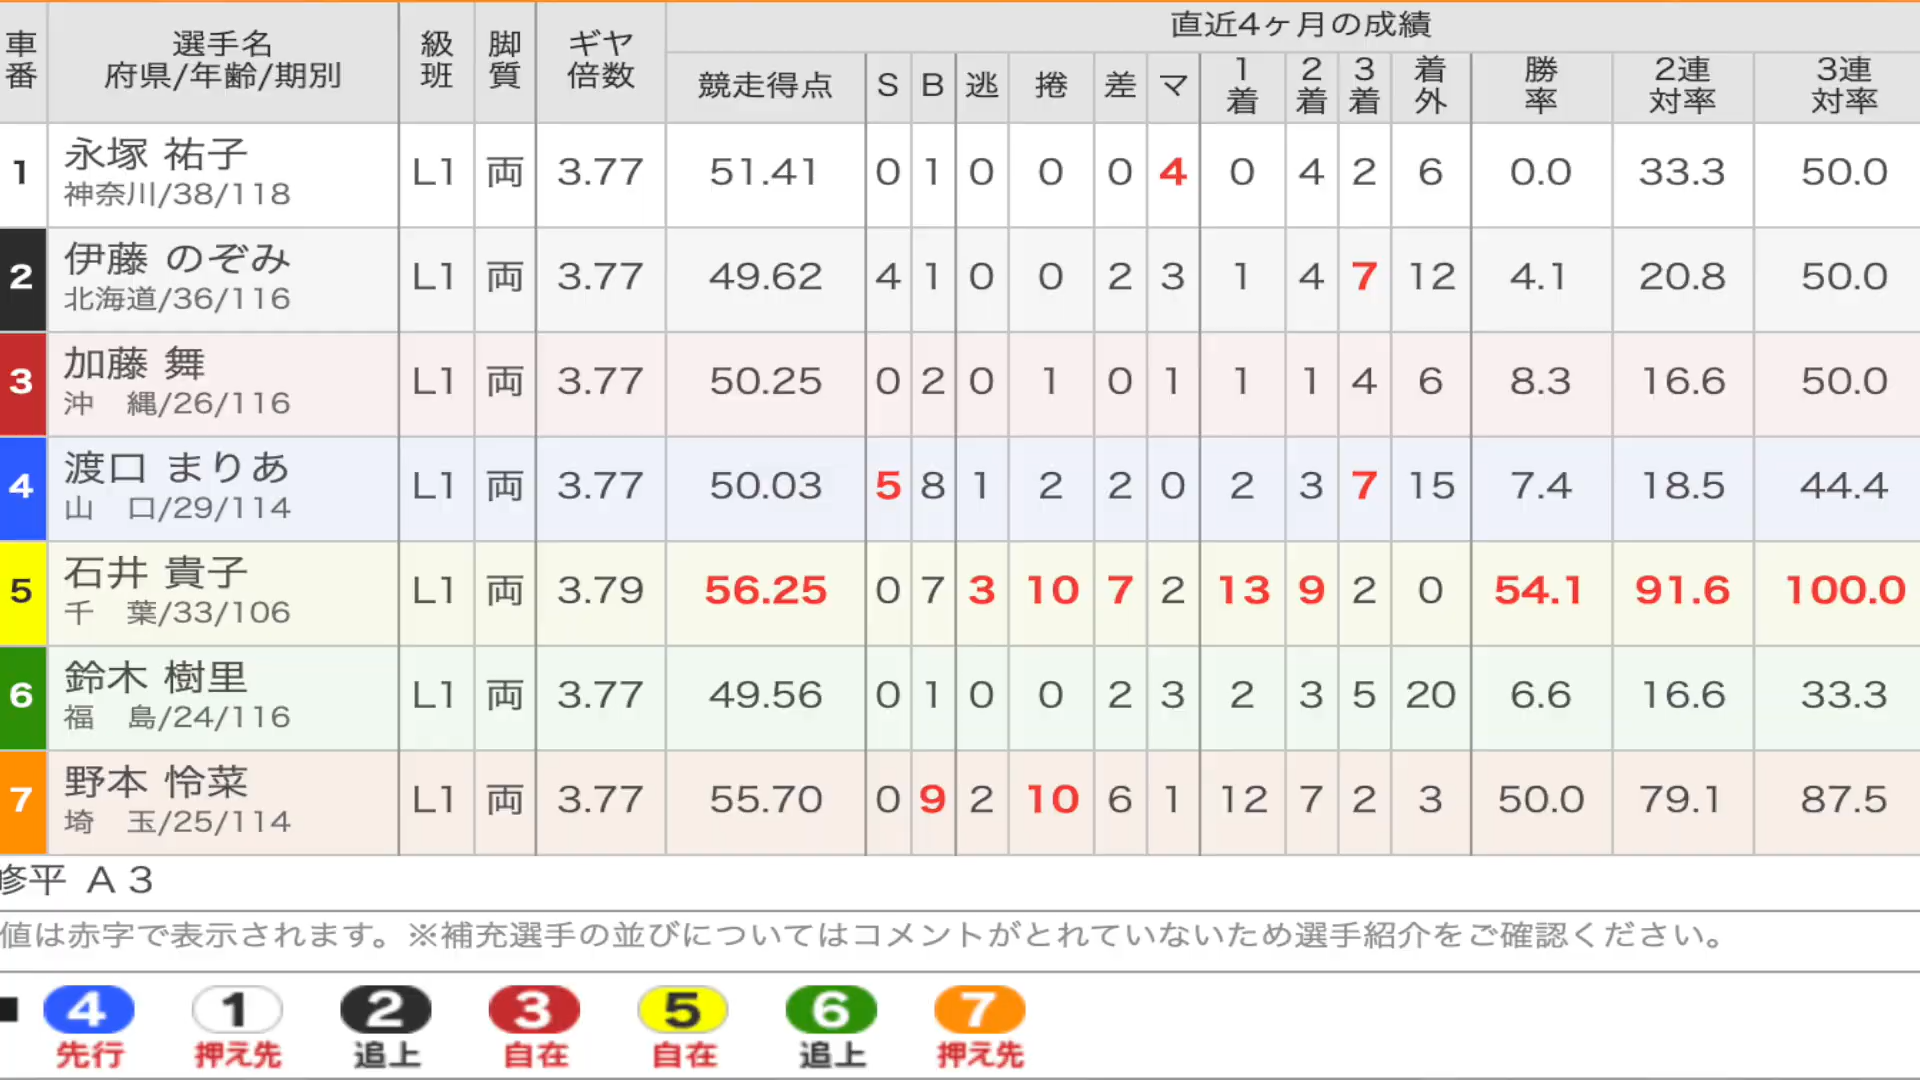 直近4ヶ月の成績
車番 選手名 府県/年齢/期別 級班 脚質 ギヤ倍数 競走得点 S B 逃 捲 差 マ 1着 2着 3着 着外 勝率 2連対率 3連対率
1 永塚 祐子 L1 両 3.77 51.41 0 1 0 0 0 4 0 4 2 6 0.0 33.3 50.0
神奈川/38/118
2 伊藤 のぞみ L1 両 3.77 49.62 4 1 0 0 2 3 1 4 7 12 4.1 20.8 50.0
北海道/36/116
3 加藤 舞 L1 両 3.77 50.25 0 2 0 1 0 1 1 1 4 6 8.3 16.6 50.0
沖　縄/26/116
4 渡口 まりあ L1 両 3.77 50.03 5 8 1 2 2 0 2 3 7 15 7.4 18.5 44.4
山　口/29/114
5 石井 貴子 L1 両 3.79 56.25 0 7 3 10 7 2 13 9 2 0 54.1 91.6 100.0
千　葉/33/106
6 鈴木 樹里 L1 両 3.77 49.56 0 1 0 0 2 3 2 3 5 20 6.6 16.6 33.3
福　島/24/116
7 野本 怜菜 L1 両 3.77 55.70 0 9 2 10 6 1 12 7 2 3 50.0 79.1 87.5
埼　玉/25/114
修平 A3
値は赤字で表示されます。※補充選手の並びについてはコメントがとれていないため選手紹介をご確認ください。
4 1 2 3 5 6 7
先行 押え先 追上 自在 自在 追上 押え先